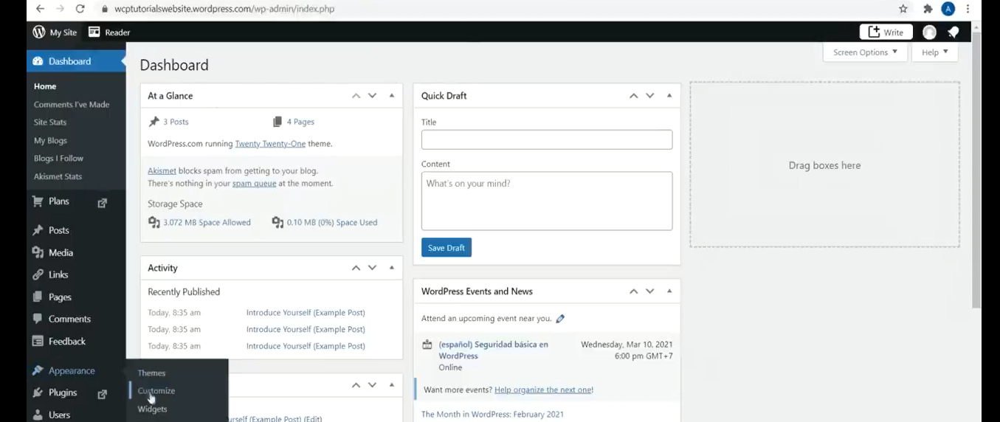 wcptutorialswebsite.wordpress.com/wp-admin/index.php
A
My Site
Reader
Write
Dashboard
Home
Comments I've Made
Site Stats
My Blogs
Blogs I Follow
Akismet Stats
Plans
Posts
Media
Links
Pages
Comments
Feedback
Appearance
Plugins
Users
Themes
Customize
Widgets
Dashboard
Screen Options
Help
At a Glance
3 Posts
4 Pages
WordPress.com running Twenty Twenty-One theme.
Akismet blocks spam from getting to your blog.
There's nothing in your spam queue at the moment.
Storage Space
3.072 MB Space Allowed
0.10 MB (0%) Space Used
Activity
Recently Published
Today, 8:35 am Introduce Yourself (Example Post)
Today, 8:35 am Introduce Yourself (Example Post)
Today, 8:35 am Introduce Yourself (Example Post)
(Example Post) (Edit)
Quick Draft
Title
Content
What's on your mind?
Save Draft
WordPress Events and News
Attend an upcoming event near you.
(español) Seguridad básica en
WordPress
Online
Wednesday, Mar 10, 2021
6:00 pm GMT+7
Want more events? Help organize the next one!
The Month in WordPress: February 2021
Drag boxes here